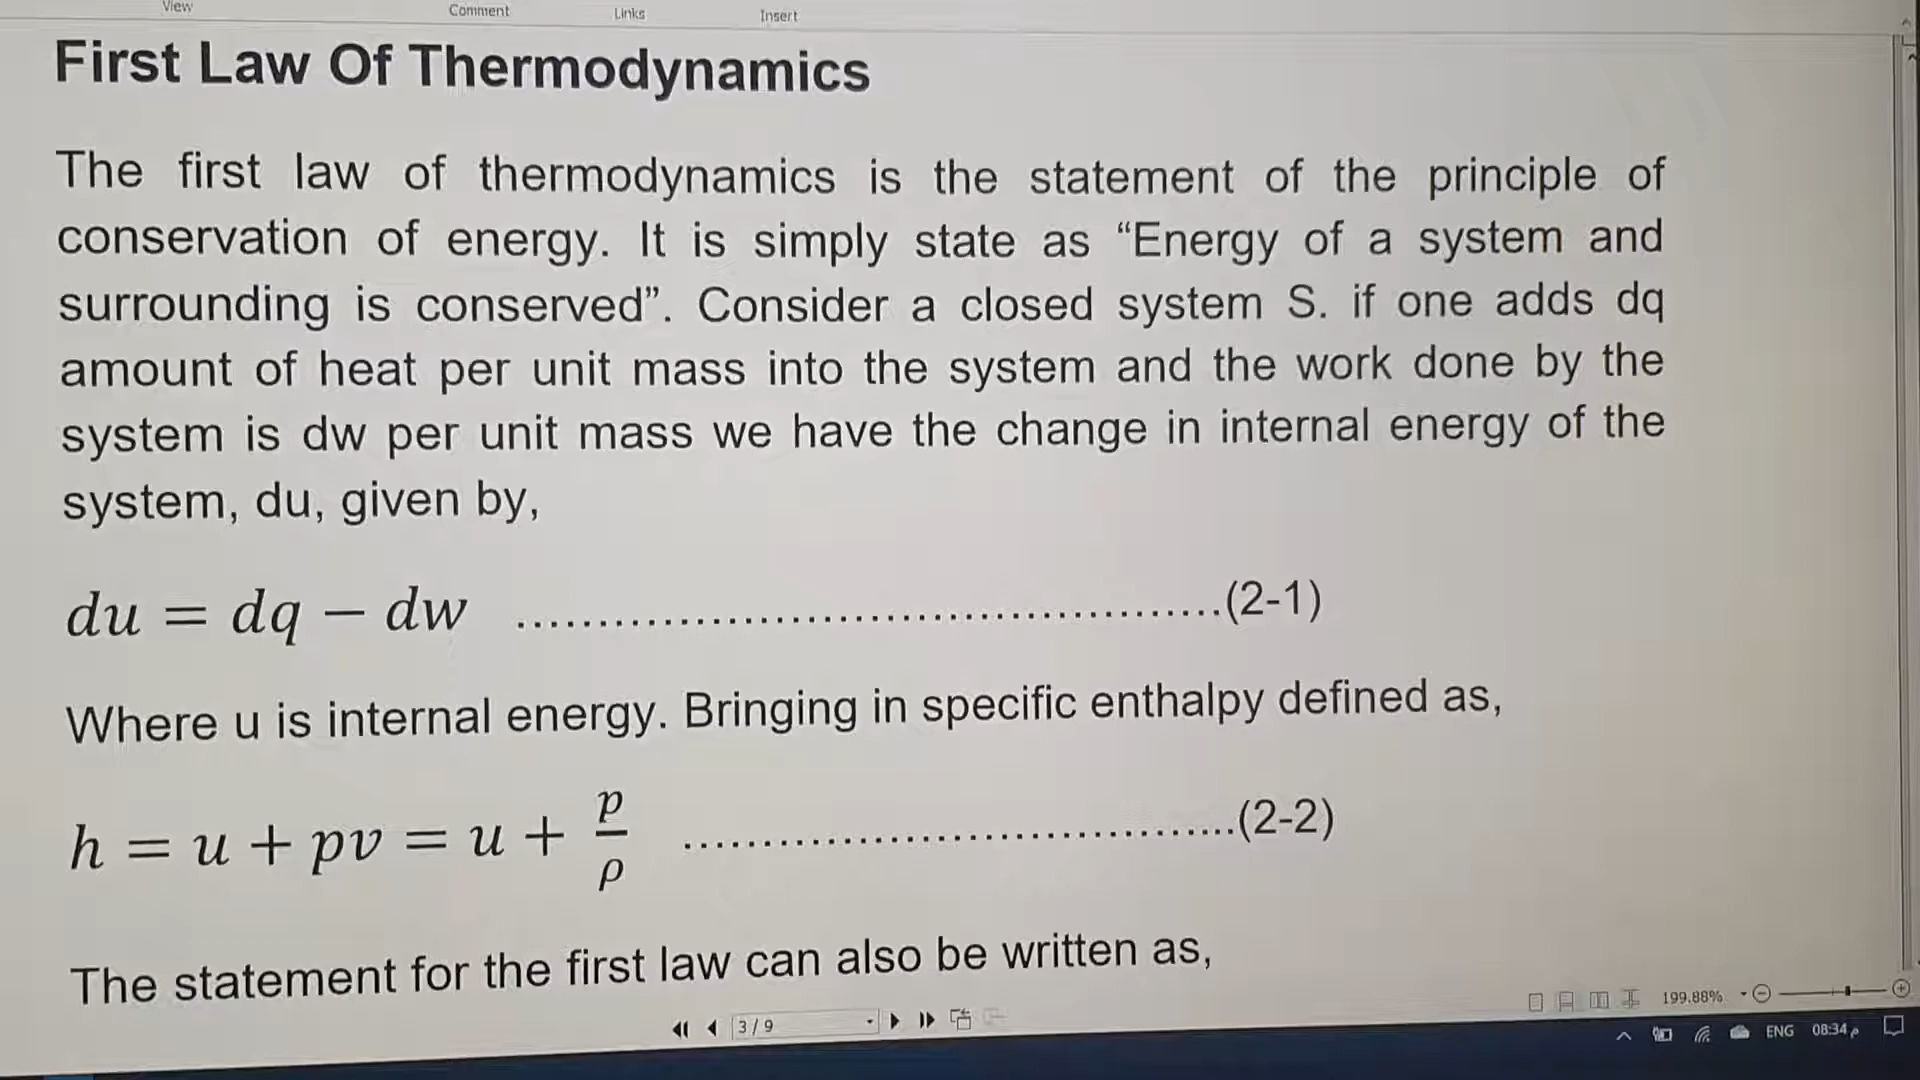 View Comment Links Insert
First Law Of Thermodynamics
The first law of thermodynamics is the statement of the principle of
conservation of energy. It is simply state as “Energy of a system and
surrounding is conserved”. Consider a closed system S. if one adds dq
amount of heat per unit mass into the system and the work done by the
system is dw per unit mass we have the change in internal energy of the
system, du, given by,
du = dq − dw ............................................(2-1)
Where u is internal energy. Bringing in specific enthalpy defined as,
h = u + pv = u + p/ρ ...................................(2-2)
The statement for the first law can also be written as,
3 / 9
199.88%
ENG 08:34 م